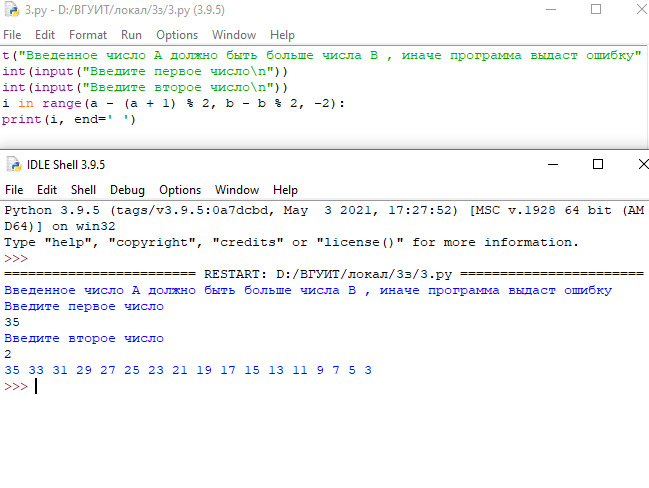 3.py - D:/ВГУИТ/локал/3з/3.py (3.9.5)
File Edit Format Run Options Window Help
t("Введенное число A должно быть больше числа B , иначе программа выдаст ошибку"
int(input("Введите первое число\n"))
int(input("Введите второе число\n"))
i in range(a - (a + 1) % 2, b - b % 2, -2):
print(i, end=' ')
IDLE Shell 3.9.5
File Edit Shell Debug Options Window Help
Python 3.9.5 (tags/v3.9.5:0a7dcbd, May  3 2021, 17:27:52) [MSC v.1928 64 bit (AM
D64)] on win32
Type "help", "copyright", "credits" or "license()" for more information.
>>>
======================== RESTART: D:/ВГУИТ/локал/3з/3.py =======================
Введенное число A должно быть больше числа B , иначе программа выдаст ошибку
Введите первое число
35
Введите второе число
2
35 33 31 29 27 25 23 21 19 17 15 13 11 9 7 5 3
>>>